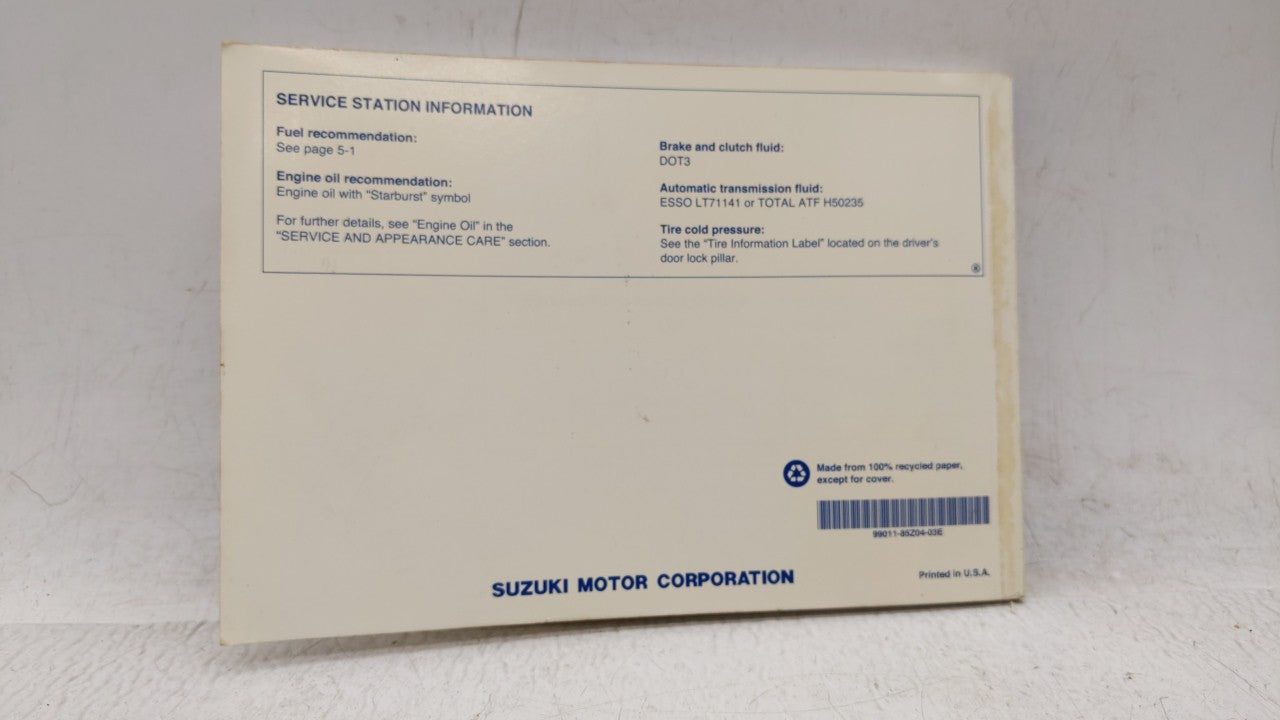 SERVICE STATION INFORMATION
Fuel recommendation:
See page 5-1
Engine oil recommendation:
Engine oil with "Starburst" symbol
For further details, see "Engine Oil" in the
"SERVICE AND APPEARANCE CARE" section.
Brake and clutch fluid:
DOT3
Automatic transmission fluid:
ESSO LT71141 or TOTAL ATF H50235
Tire cold pressure:
See the "Tire Information Label" located on the driver's
door lock pillar.
®
Made from 100% recycled paper,
except for cover.
99011-85Z04-03E
Printed in U.S.A.
SUZUKI MOTOR CORPORATION